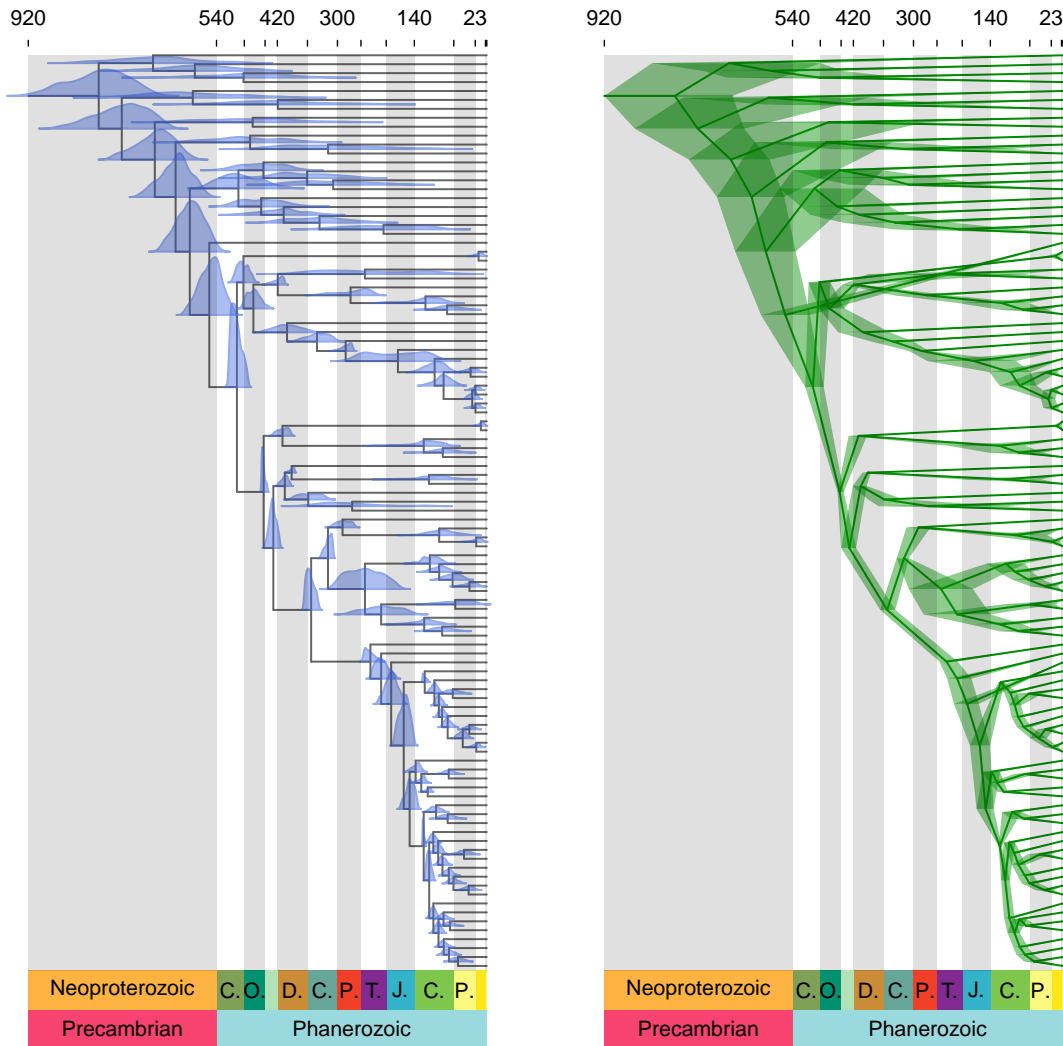 920 540 420 300 140 23 920 540 420 300 140 23
Neoproterozoic C. O. D. C. P. T. J. C. P. Neoproterozoic C. O. D. C. P. T. J. C. P.
Precambrian Phanerozoic Precambrian Phanerozoic